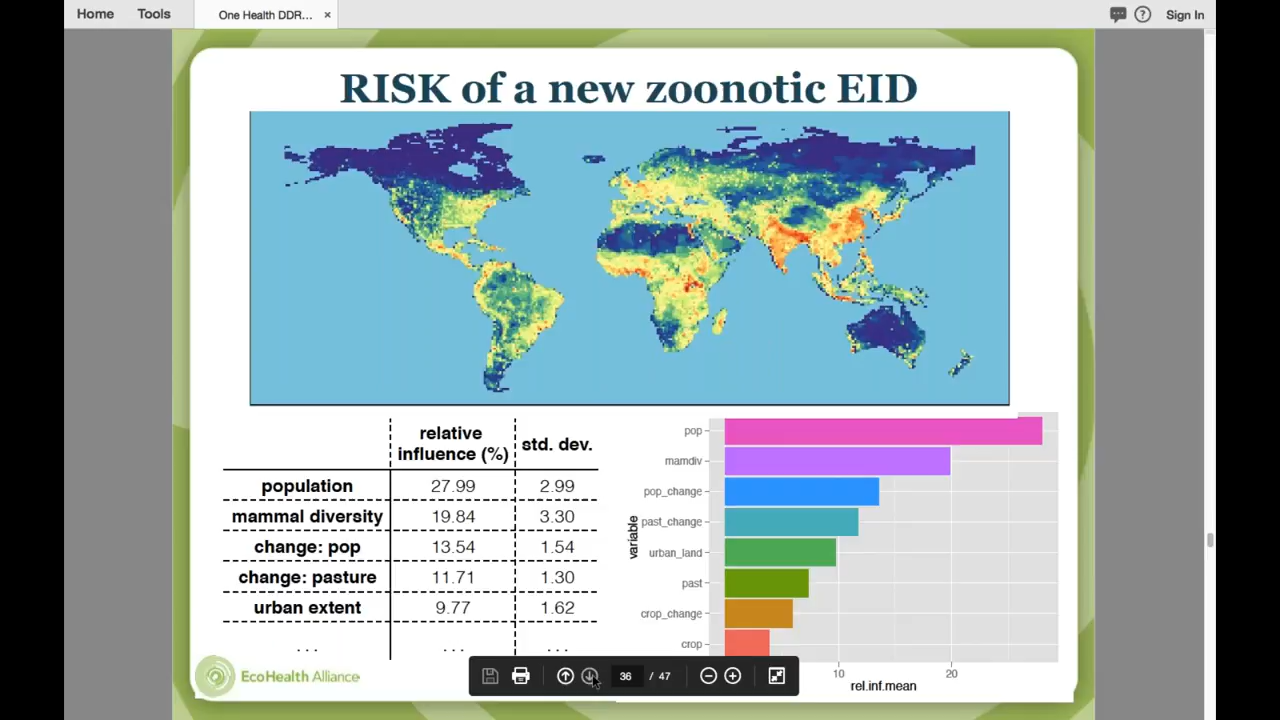 Home Tools One Health DDR... × Sign In
RISK of a new zoonotic EID
relative influence (%) std. dev.
population 27.99 2.99
mammal diversity 19.84 3.30
change: pop 13.54 1.54
change: pasture 11.71 1.30
urban extent 9.77 1.62
... ... ...
variable
pop
mamdiv
pop_change
past_change
urban_land
past
crop_change
crop
10 20
rel.inf.mean
EcoHealth Alliance
36 / 47